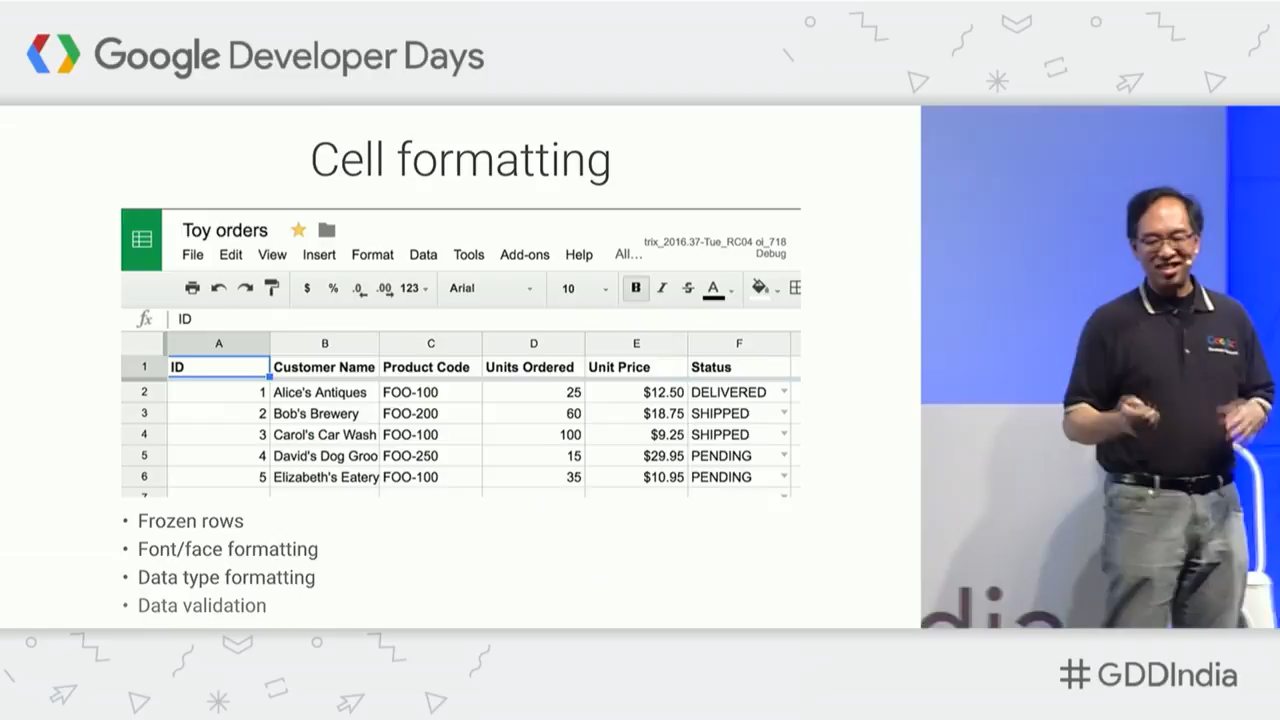 Google Developer Days
Cell formatting
Toy orders
File Edit View Insert Format Data Tools Add-ons Help All...
trix_2016.37-Tue_RC04 oi_718
Debug
$ % .0 .00 123 Arial 10 B I S A
fx ID
A B C D E F
1 ID Customer Name Product Code Units Ordered Unit Price Status
2 1 Alice's Antiques FOO-100 25 $12.50 DELIVERED
3 2 Bob's Brewery FOO-200 60 $18.75 SHIPPED
4 3 Carol's Car Wash FOO-100 100 $9.25 SHIPPED
5 4 David's Dog Groo FOO-250 15 $29.95 PENDING
6 5 Elizabeth's Eatery FOO-100 35 $10.95 PENDING
• Frozen rows
• Font/face formatting
• Data type formatting
• Data validation
Google
dia
#GDDIndia